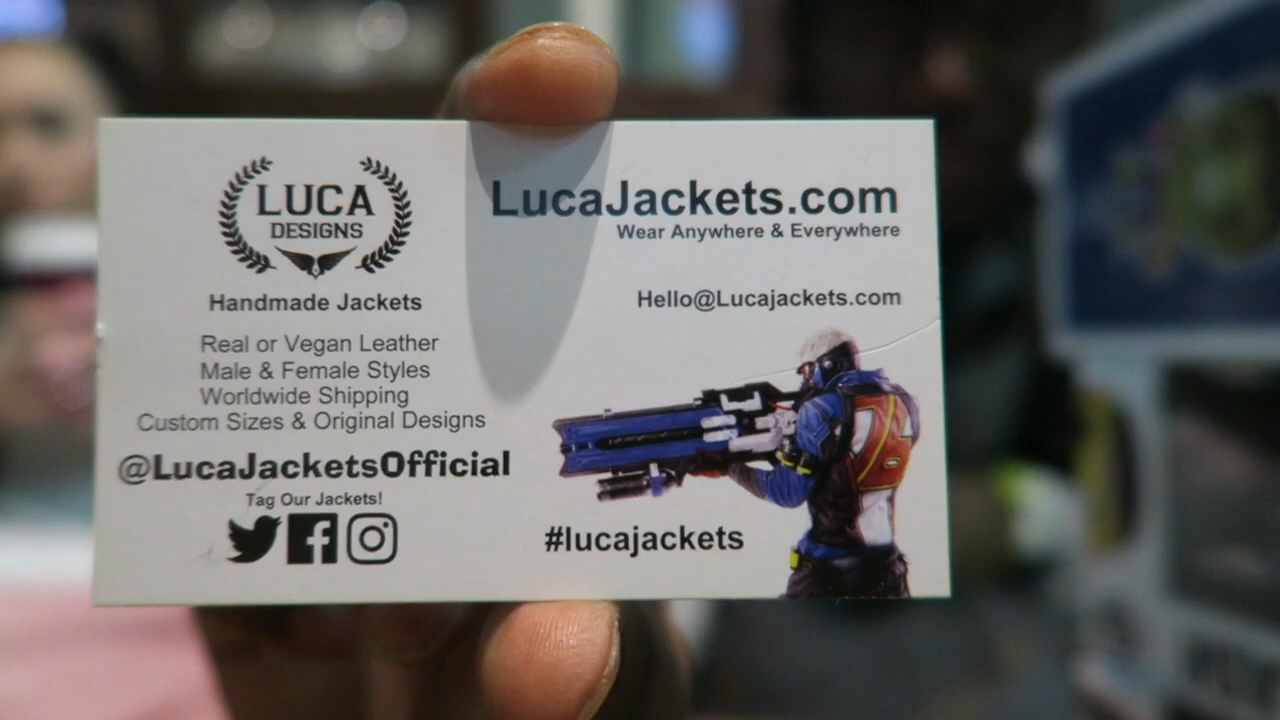 LUCA
DESIGNS
Handmade Jackets
Real or Vegan Leather
Male & Female Styles
Worldwide Shipping
Custom Sizes & Original Designs
@LucaJacketsOfficial
Tag Our Jackets!
LucaJackets.com
Wear Anywhere & Everywhere
Hello@Lucajackets.com
76
#lucajackets